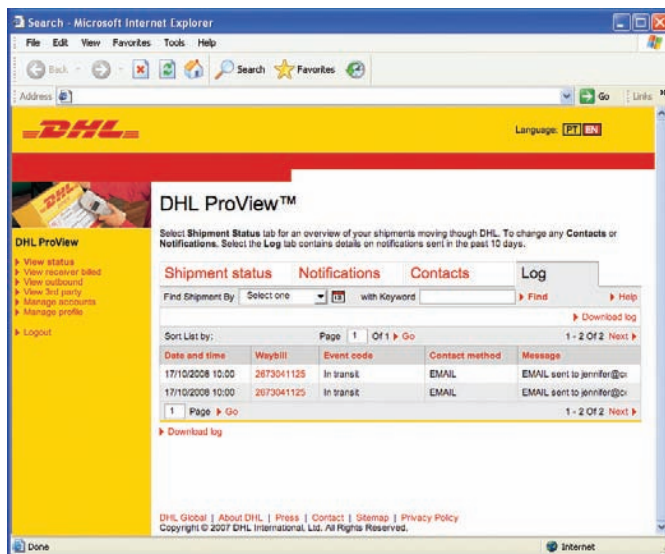 Search - Microsoft Internet Explorer
File Edit View Favorites Tools Help
Back Search Favorites
Address Go Links
DHL Language: PT EN
DHL ProView™
Select Shipment Status tab for an overview of your shipments moving though DHL. To change any Contacts or
Notifications. Select the Log tab contains details on notifications sent in the past 10 days.
DHL ProView
View status
View receiver billed
View outbound
View 3rd party
Manage accounts
Manage profile
Logout
Shipment status Notifications Contacts Log
Find Shipment By Select one with Keyword Find Help
Download log
Sort List by: Page 1 Of 1 Go 1 - 2 Of 2 Next
Date and time Waybill Event code Contact method Message
17/10/2008 10:00 2673041125 In transit EMAIL EMAIL sent to jennifer@
17/10/2008 10:00 2673041125 In transit EMAIL EMAIL sent to jennifer@
1 Page Go 1 - 2 Of 2 Next
Download log
DHL Global | About DHL | Press | Contact | Sitemap | Privacy Policy
Copyright © 2007 DHL International, Ltd. All Rights Reserved.
Done Internet